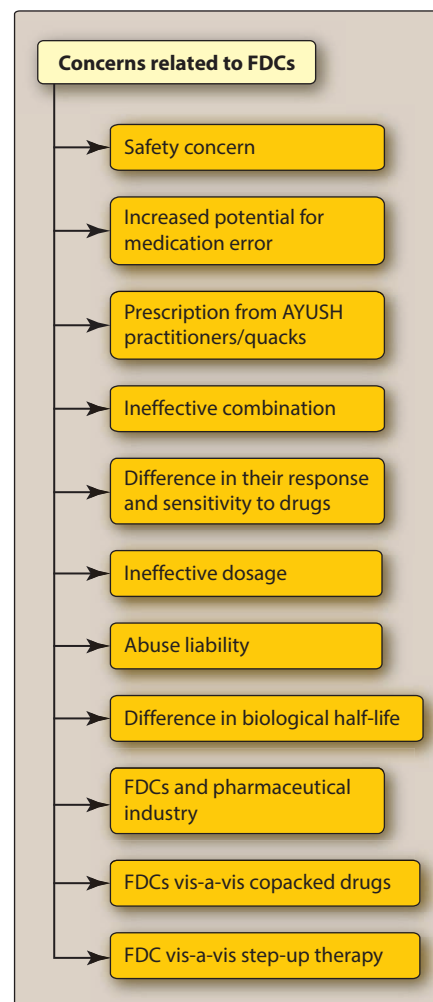 Concerns related to FDCs
Safety concern
Increased potential for
medication error
Prescription from AYUSH
practitioners/quacks
Ineffective combination
Difference in their response
and sensitivity to drugs
Ineffective dosage
Abuse liability
Difference in biological half-life
FDCs and pharmaceutical
industry
FDCs vis-a-vis copacked drugs
FDC vis-a-vis step-up therapy